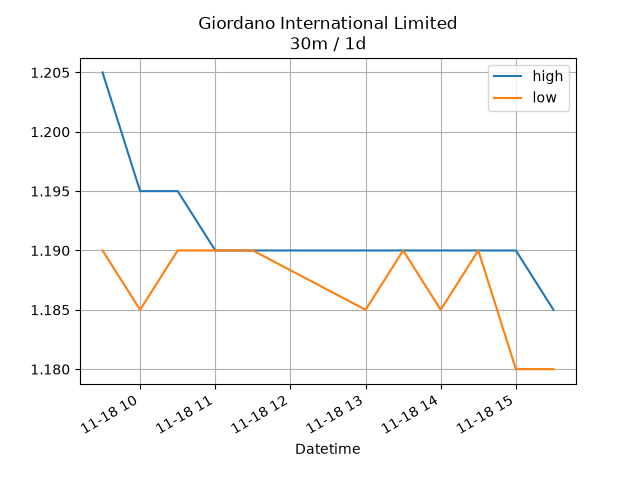 Giordano International Limited
30m / 1d
high
low
1.205
1.200
1.195
1.190
1.185
1.180
11-18 10
11-18 11
11-18 12
11-18 13
11-18 14
11-18 15
Datetime